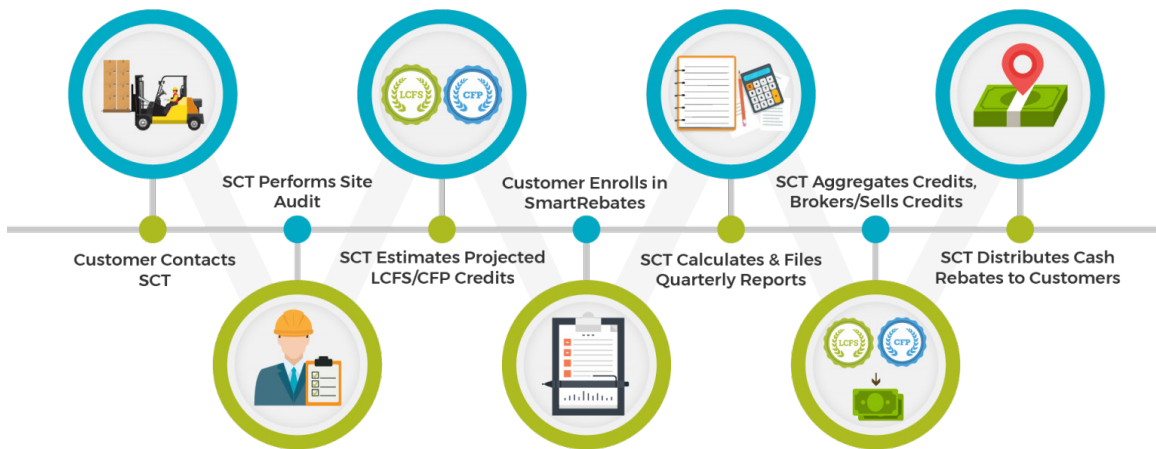 Customer Contacts
SCT
SCT Performs Site
Audit
LCFS
CFP
SCT Estimates Projected
LCFS/CFP Credits
Customer Enrolls in
SmartRebates
SCT Calculates & Files
Quarterly Reports
SCT Aggregates Credits,
Brokers/Sells Credits
LCFS
CFP
SCT Distributes Cash
Rebates to Customers